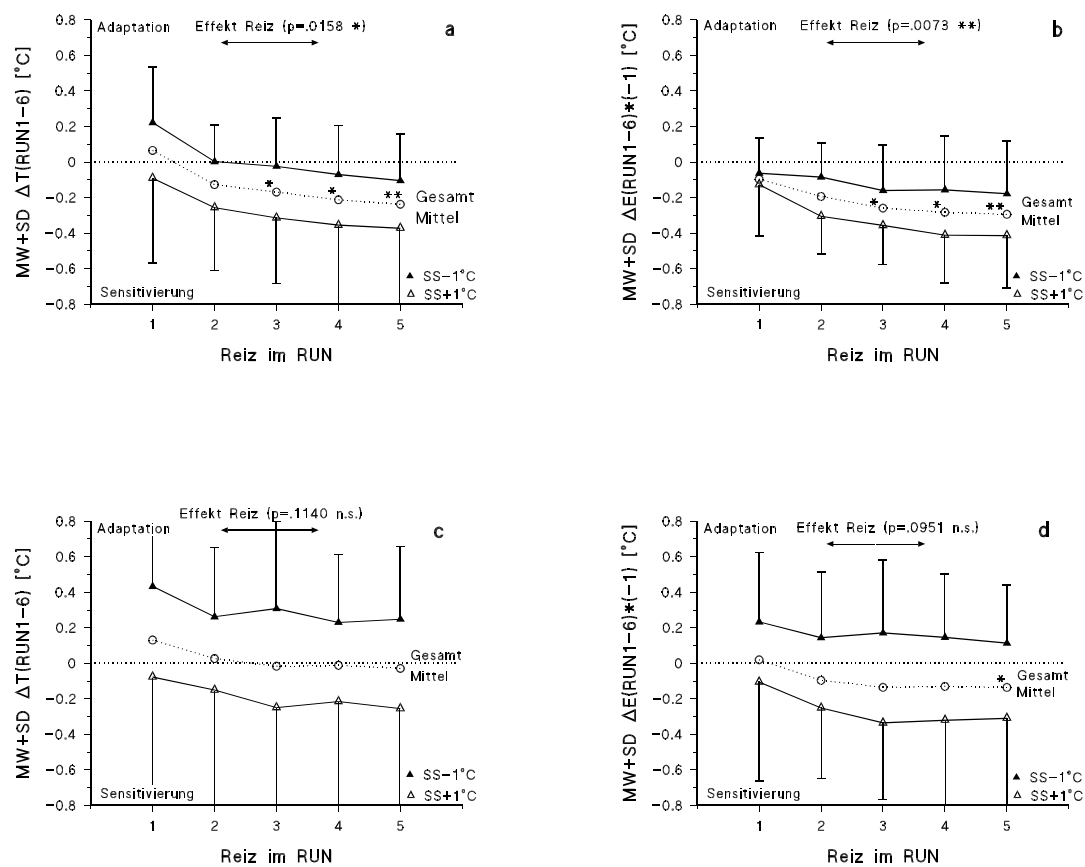 Adaptation Effekt Reiz (p=.0158 *) a
MW+SD ΔT(RUN1-6) [°C]
0.8
0.6
0.4
0.2
0
-0.2
-0.4
-0.6
-0.8
* * **
Gesamt
Mittel
▲ SS-1°C
△ SS+1°C
Sensitivierung
1 2 3 4 5
Reiz im RUN
Adaptation Effekt Reiz (p=.0073 **) b
MW+SD ΔE(RUN1-6)*(-1) [°C]
0.8
0.6
0.4
0.2
0
-0.2
-0.4
-0.6
-0.8
* * **
Gesamt
Mittel
▲ SS-1°C
△ SS+1°C
Sensitivierung
1 2 3 4 5
Reiz im RUN
Effekt Reiz (p=.1140 n.s.)
Adaptation c
MW+SD ΔT(RUN1-6) [°C]
0.8
0.6
0.4
0.2
0
-0.2
-0.4
-0.6
-0.8
Gesamt
Mittel
▲ SS-1°C
△ SS+1°C
Sensitivierung
1 2 3 4 5
Reiz im RUN
Adaptation Effekt Reiz (p=.0951 n.s.) d
MW+SD ΔE(RUN1-6)*(-1) [°C]
0.8
0.6
0.4
0.2
0
-0.2
-0.4
-0.6
-0.8
*
Gesamt
Mittel
▲ SS-1°C
△ SS+1°C
Sensitivierung
1 2 3 4 5
Reiz im RUN